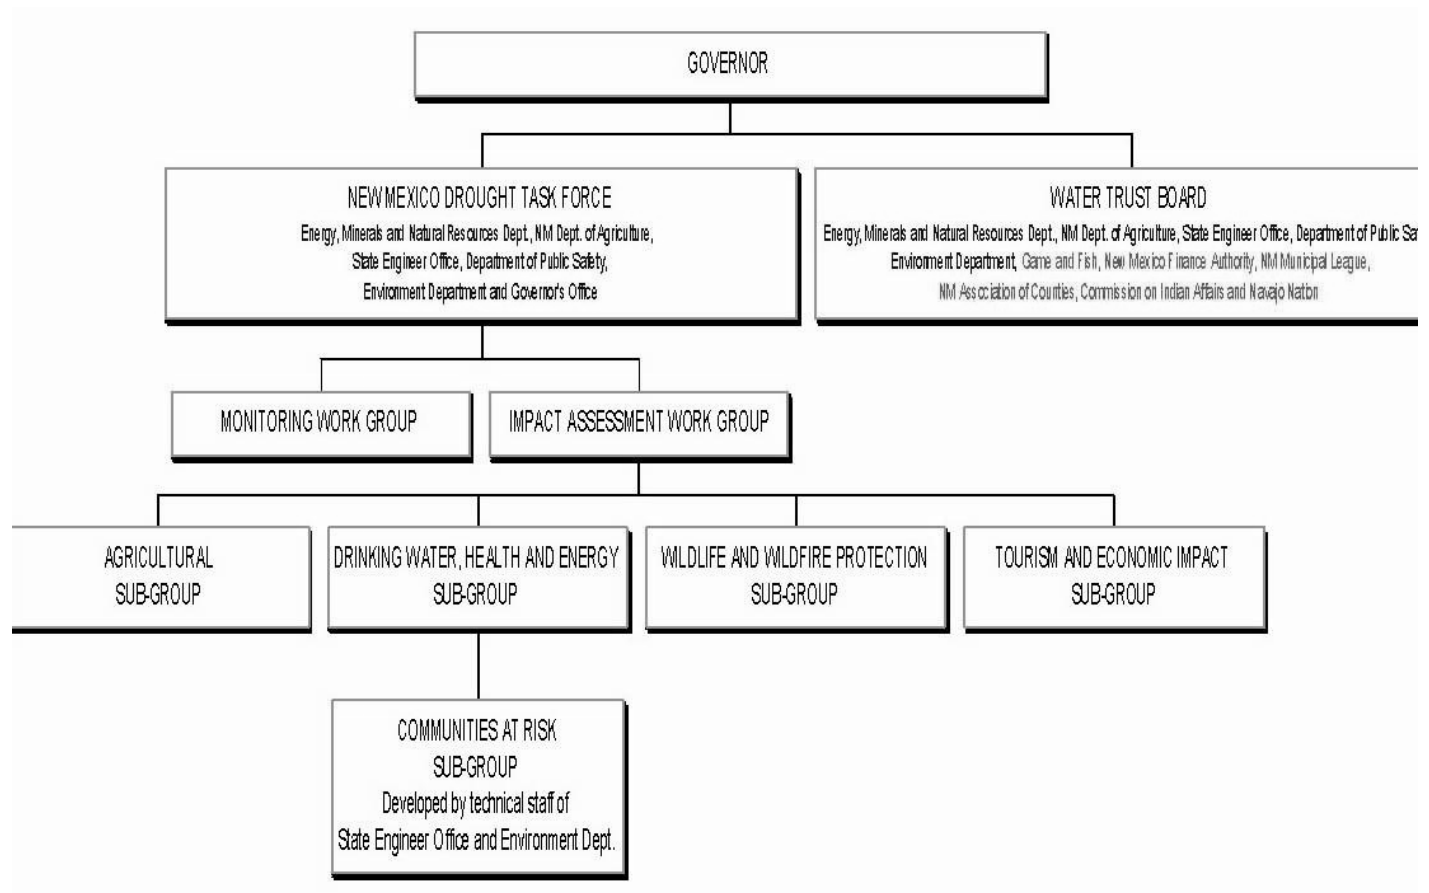 GOVERNOR
NEW MEXICO DROUGHT TASK FORCE
Energy, Minerals and Natural Resources Dept., NM Dept. of Agriculture,
State Engineer Office, Department of Public Safety,
Environment Department and Governor's Office
WATER TRUST BOARD
Energy, Minerals and Natural Resources Dept., NM Dept. of Agriculture, State Engineer Office, Department of Public
Environment Department, Game and Fish, New Mexico Finance Authority, NM Municipal League,
NM Association of Counties, Commission on Indian Affairs and Navajo Nation
MONITORING WORK GROUP
IMPACT ASSESSMENT WORK GROUP
AGRICULTURAL
SUB-GROUP
DRINKING WATER, HEALTH AND ENERGY
SUB-GROUP
WILDLIFE AND WILDFIRE PROTECTION
SUB-GROUP
TOURISM AND ECONOMIC IMPACT
SUB-GROUP
COMMUNITIES AT RISK
SUB-GROUP
Developed by technical staff of
State Engineer Office and Environment Dept.